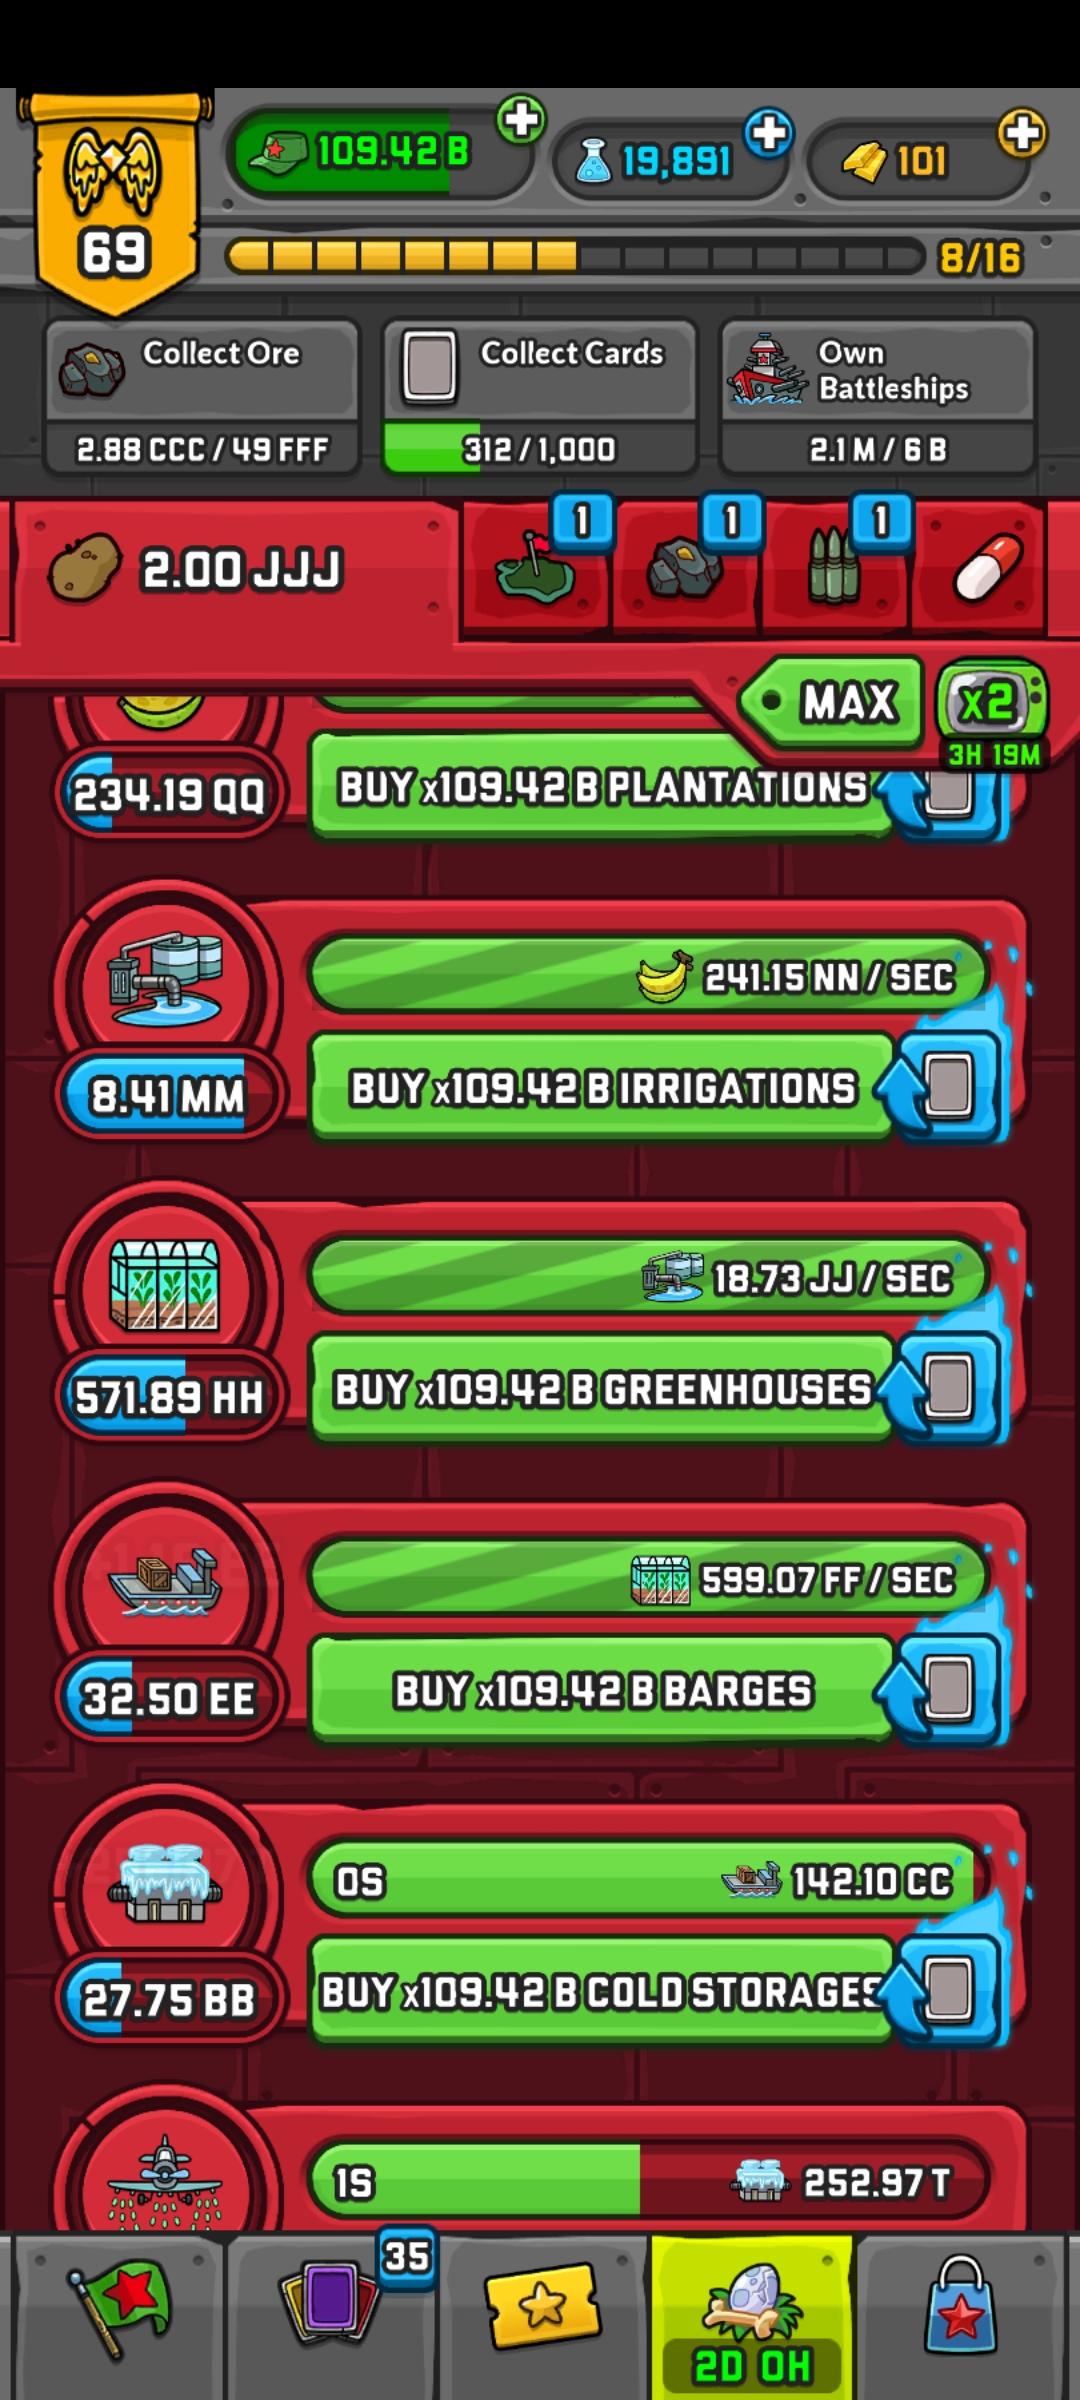 109.42 B
19,891
101
69
8/16
Collect Ore
2.88 CCC / 49 FFF
Collect Cards
312 / 1,000
Own
Battleships
2.1 M / 6 B
2.00 JJJ
1
1
1
MAX
x2
3H 19M
234.19 QQ
BUY x109.42 B PLANTATIONS
241.15 NN / SEC
8.41 MM
BUY x109.42 B IRRIGATIONS
18.73 JJ / SEC
571.89 HH
BUY x109.42 B GREENHOUSES
599.07 FF / SEC
32.50 EE
BUY x109.42 B BARGES
0S
142.10 CC
27.75 BB
BUY x109.42 B COLD STORAGES
1S
252.97 T
35
2D 0H